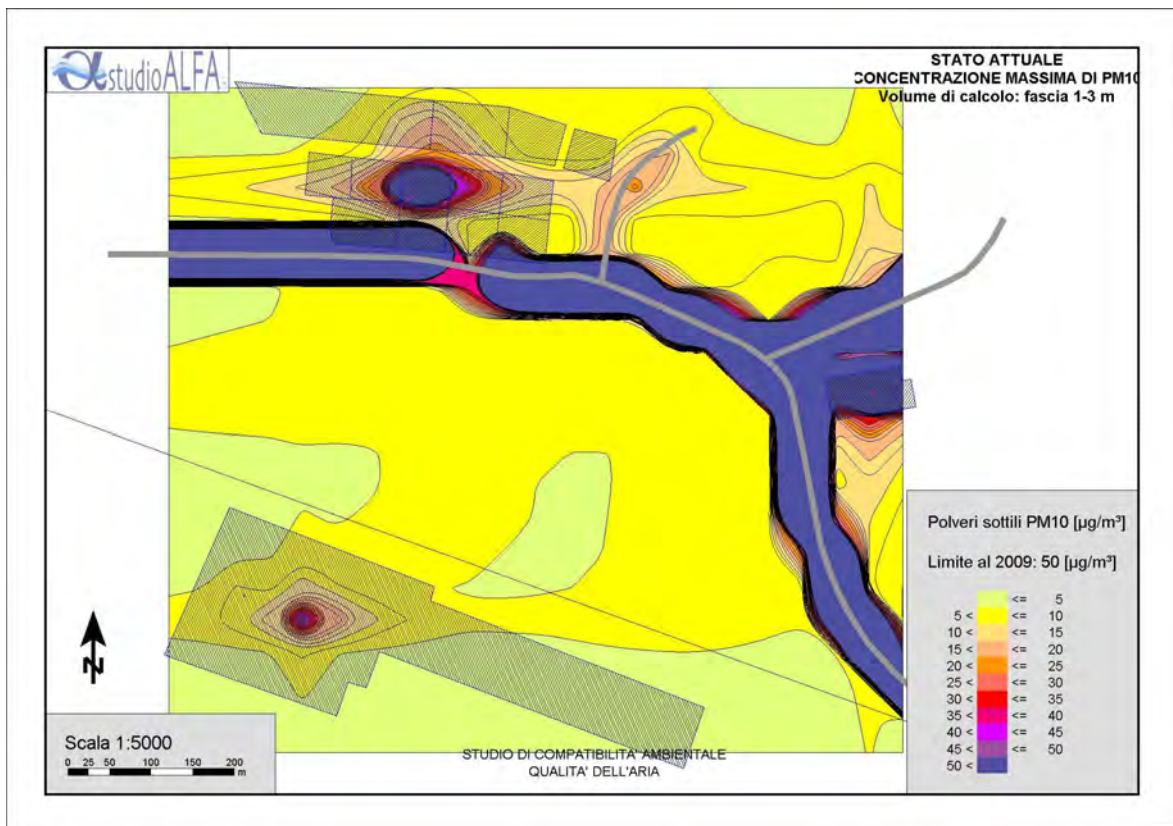 studioALFA
STATO ATTUALE
CONCENTRAZIONE MASSIMA DI PM10
Volume di calcolo: fascia 1-3 m
N
Scala 1:5000
0 25 50 100 150 200
m
STUDIO DI COMPATIBILITA' AMBIENTALE
QUALITA' DELL'ARIA
Polveri sottili PM10 [µg/m³]
Limite al 2009: 50 [µg/m³]
<= 5
5 < <= 10
10 < <= 15
15 < <= 20
20 < <= 25
25 < <= 30
30 < <= 35
35 < <= 40
40 < <= 45
45 < <= 50
50 <